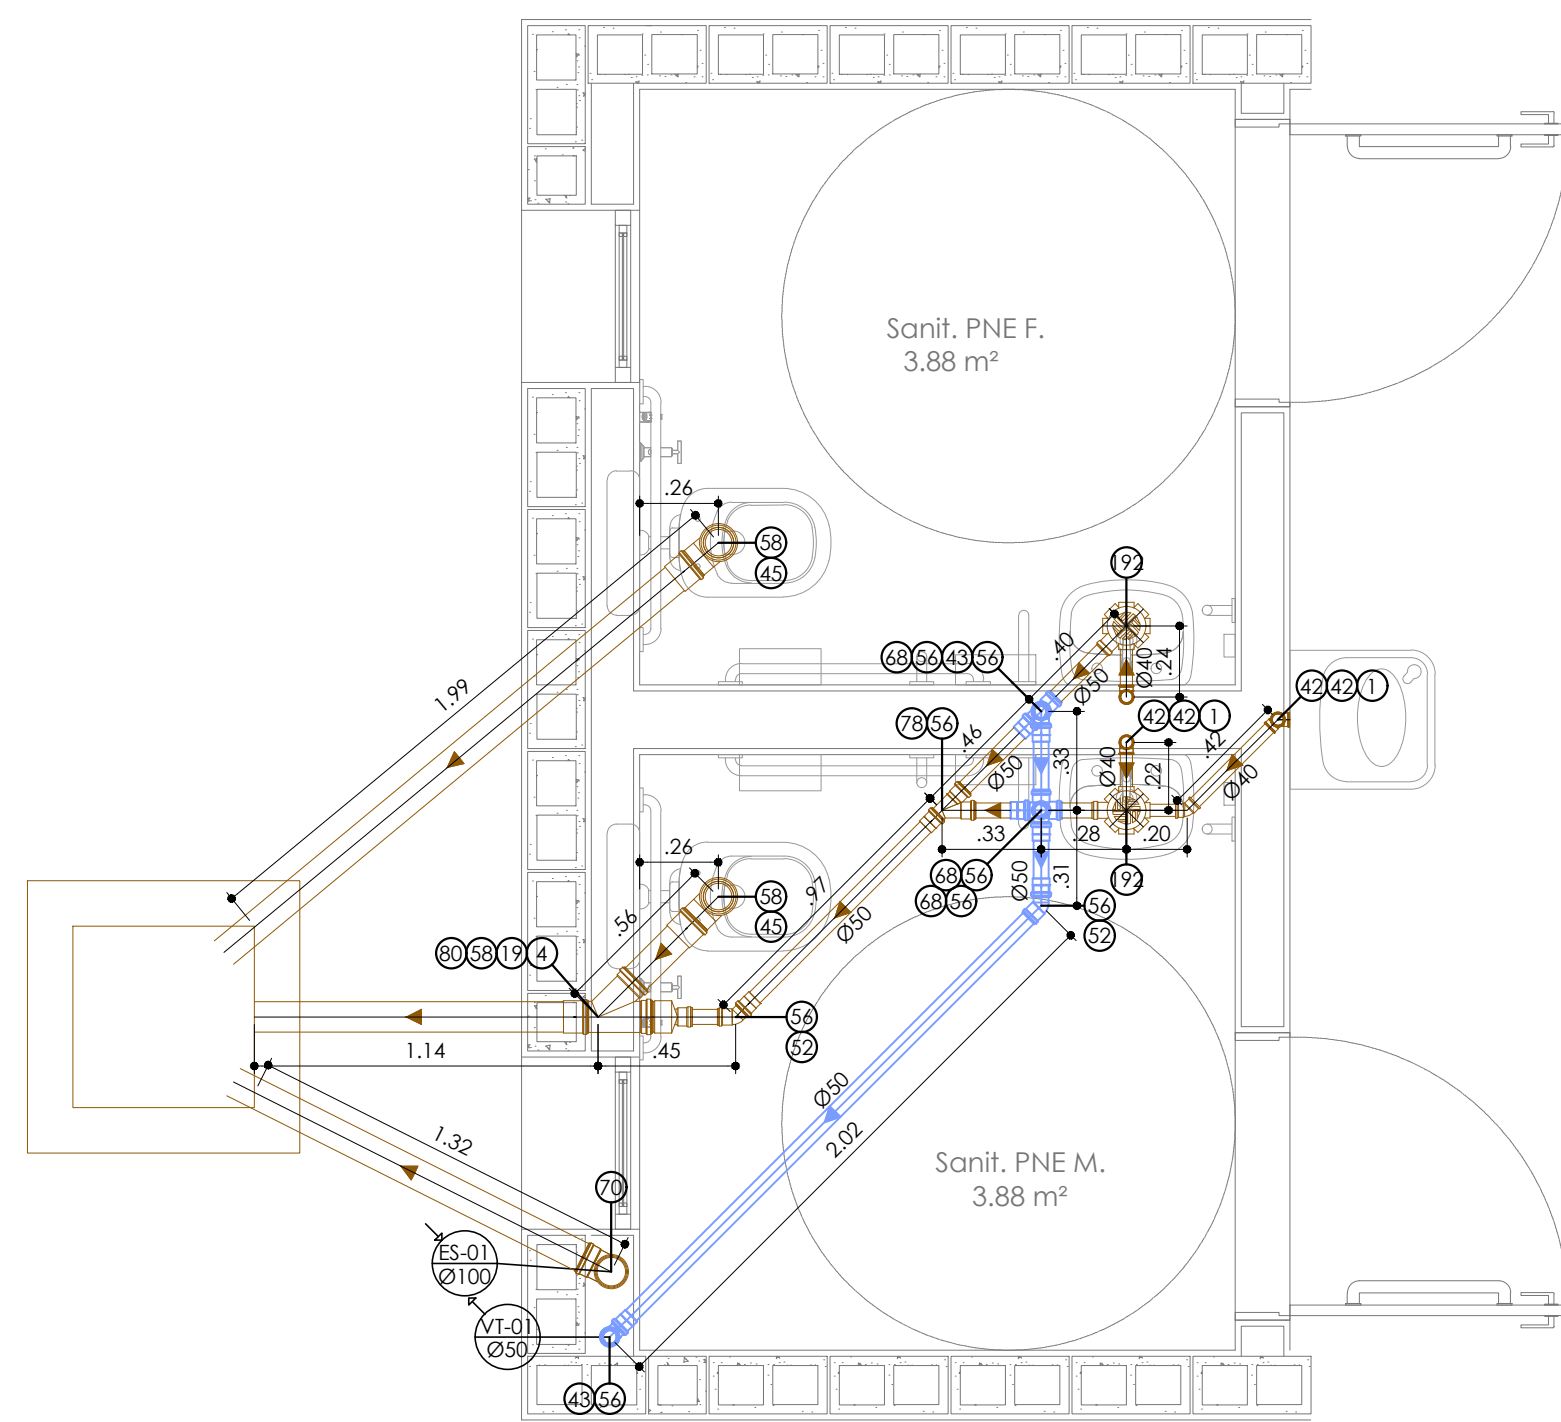 Sanit. PNE F.
3.88 m²
.26
58
45
192
68 56 43 56
.40
Ø50
Ø40
.24
42 42 1
42 42 1
1.99
78 56
.46
Ø50
.33
Ø40
.22
.42
Ø40
.33
.28
.20
.26
58
45
.56
.97
Ø50
68 56
68 56
Ø50
.31
192
56
52
80 58 19 4
56
52
1.14
.45
Ø50
2.02
1.32
Sanit. PNE M.
3.88 m²
70
ES-01
Ø100
VT-01
Ø50
43 56